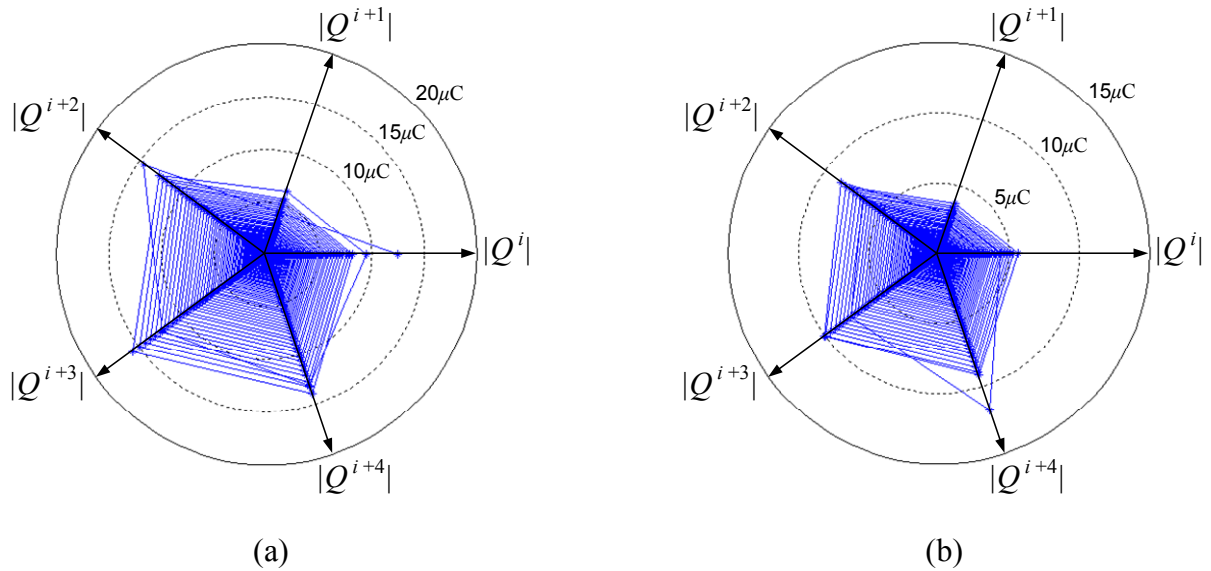 |Q^{i+1}|
|Q^{i+2}|
20μC
15μC
10μC
|Q^i|
|Q^{i+3}|
|Q^{i+4}|
(a)
|Q^{i+1}|
|Q^{i+2}|
15μC
10μC
5μC
|Q^i|
|Q^{i+3}|
|Q^{i+4}|
(b)